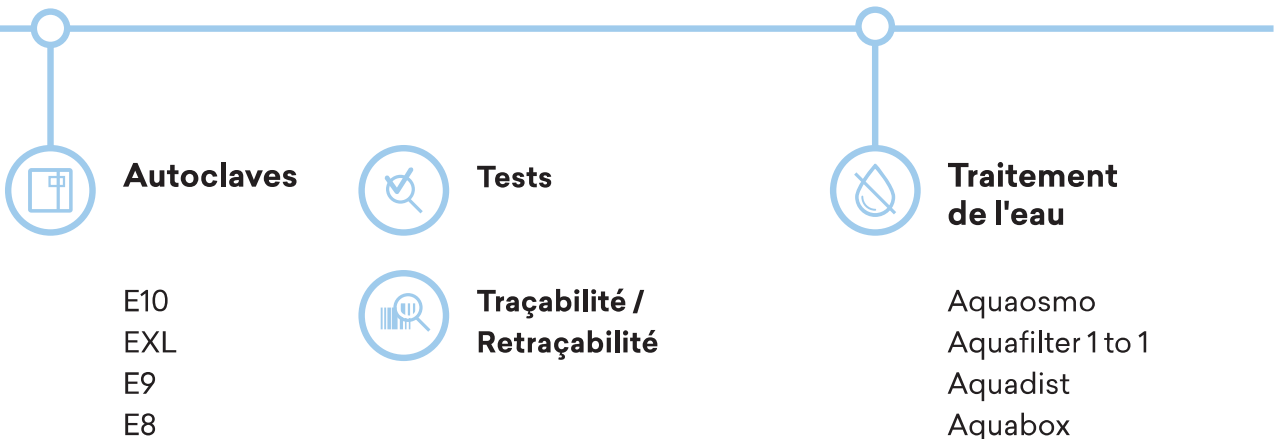 Autoclaves
E10
EXL
E9
E8
Tests
Traçabilité /
Retraçabilité
Traitement
de l'eau
Aquaosmo
Aquafilter 1 to 1
Aquadist
Aquabox